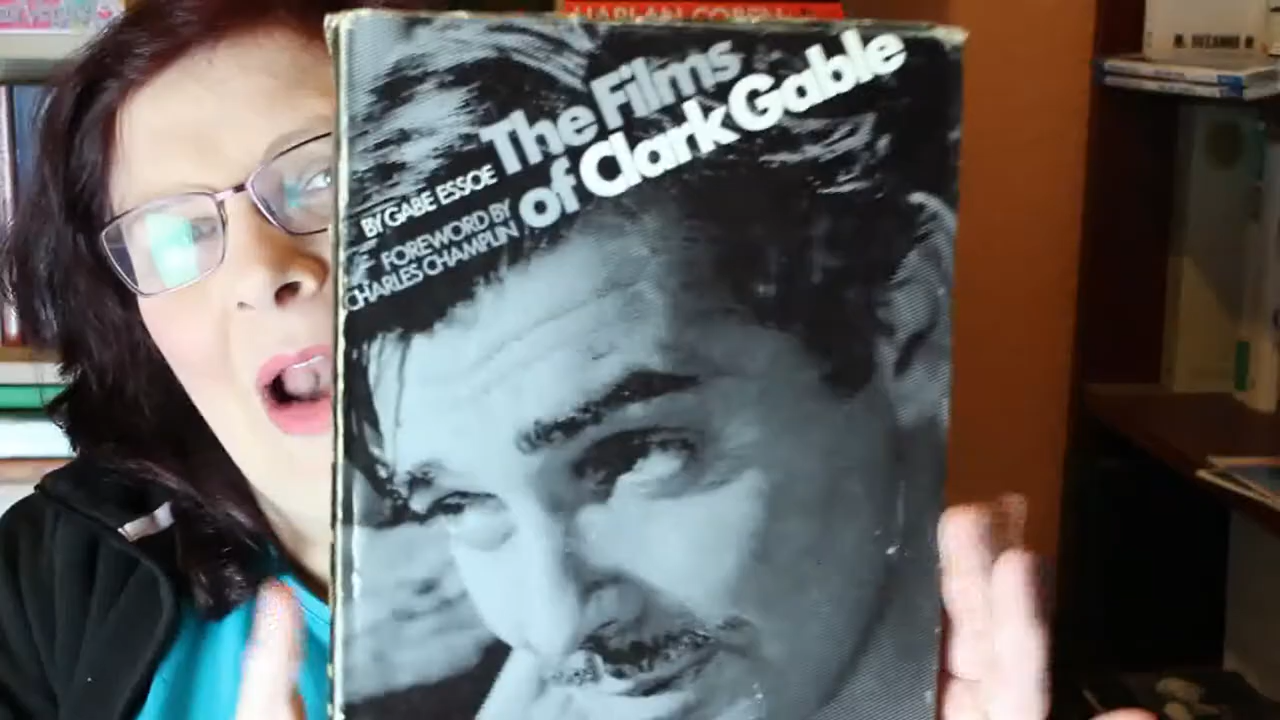 HARLAN COBEN
The Films
of Clark Gable
BY GABE ESSOE
FOREWORD BY
CHARLES CHAMPLIN